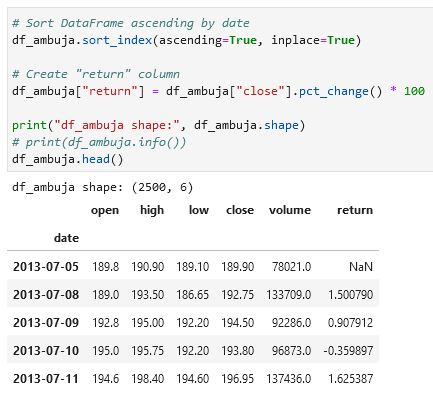 # Sort DataFrame ascending by date
df_ambuja.sort_index(ascending=True, inplace=True)
# Create "return" column
df_ambuja["return"] = df_ambuja["close"].pct_change() * 100
print("df_ambuja shape:", df_ambuja.shape)
# print(df_ambuja.info())
df_ambuja.head()
df_ambuja shape: (2500, 6)
open high low close volume return
date
2013-07-05 189.8 190.90 189.10 189.90 78021.0 NaN
2013-07-08 189.0 193.50 186.65 192.75 133709.0 1.500790
2013-07-09 192.8 195.00 192.20 194.50 92286.0 0.907912
2013-07-10 195.0 195.75 192.20 193.80 96873.0 -0.359897
2013-07-11 194.6 198.40 194.60 196.95 137436.0 1.625387